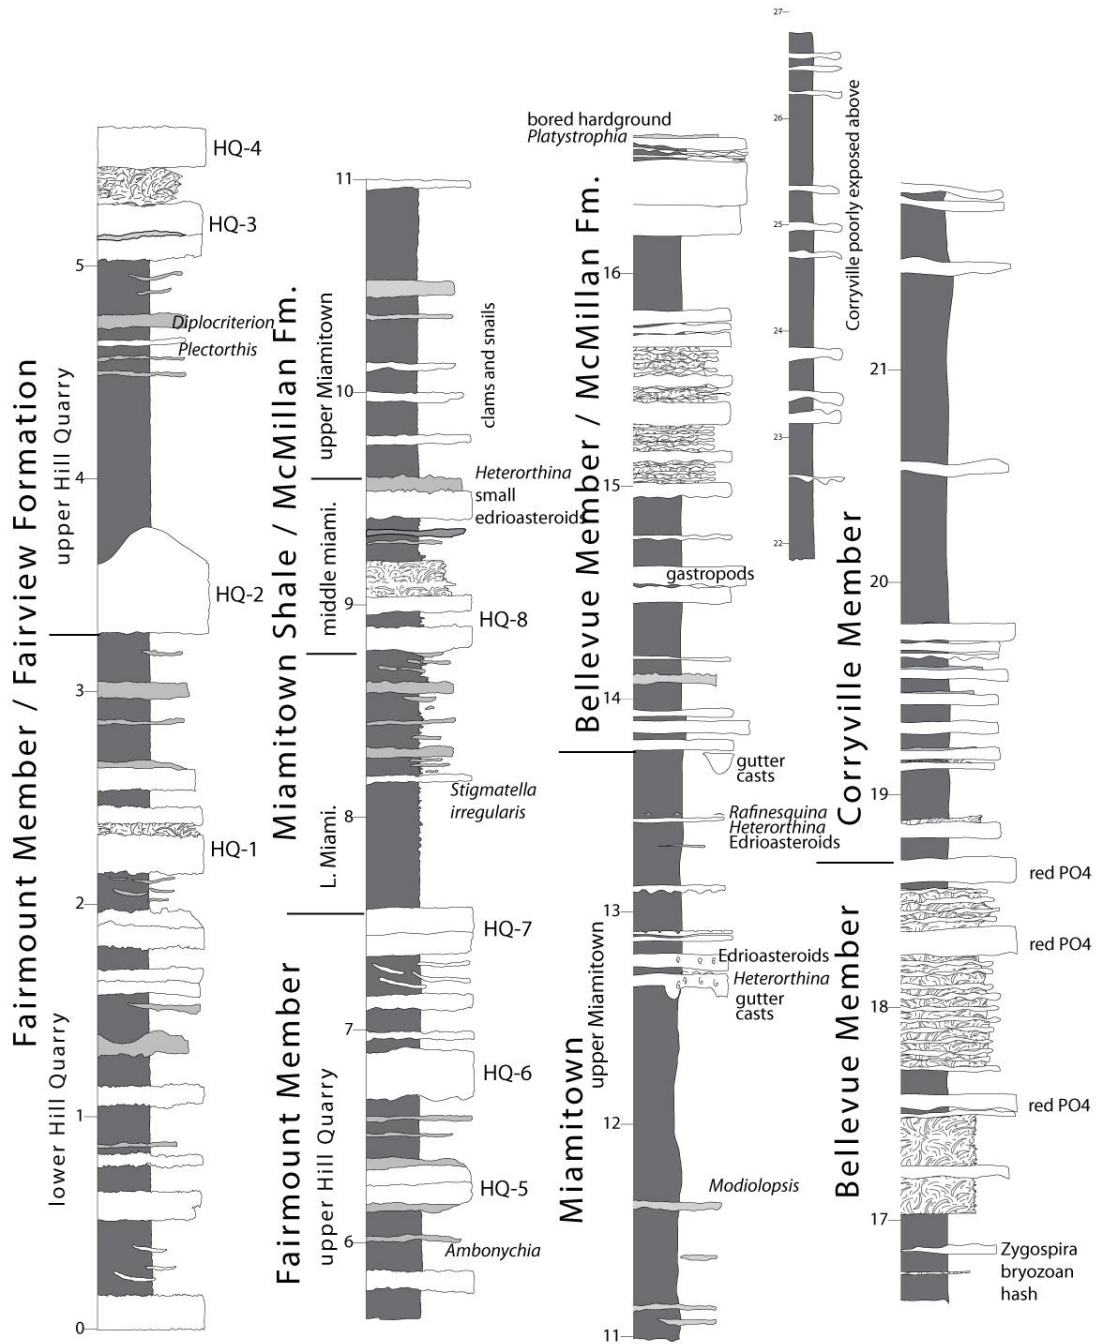 Fairmount Member / Fairview Formation
lower Hill Quarry
upper Hill Quarry
HQ-4
HQ-3
5
Diplocriterion
Plectorthis
4
HQ-2
3
HQ-1
2
1
0
Fairmount Member
upper Hill Quarry
Miamitown Shale / McMillan Fm.
L. Miami.
middle miami.
upper Miamitown
11
clams and snails
10
Heterorthina
small
edrioasteroids
9
HQ-8
Stigmatella
irregularis
8
HQ-7
7
HQ-6
HQ-5
6
Ambonychia
Miamitown
upper Miamitown
Bellevue Member / McMillan Fm.
bored hardground
Platystrophia
16
15
gastropods
14
gutter
casts
Rafinesquina
Heterorthina
Edrioasteroids
13
Edrioasteroids
Heterorthina
gutter
casts
12
Modiolopsis
11
27
26
25
24
23
22
Corryville poorly exposed above
Bellevue Member
Corryville Member
21
20
19
red PO4
red PO4
18
red PO4
17
Zygospira
bryozoan
hash